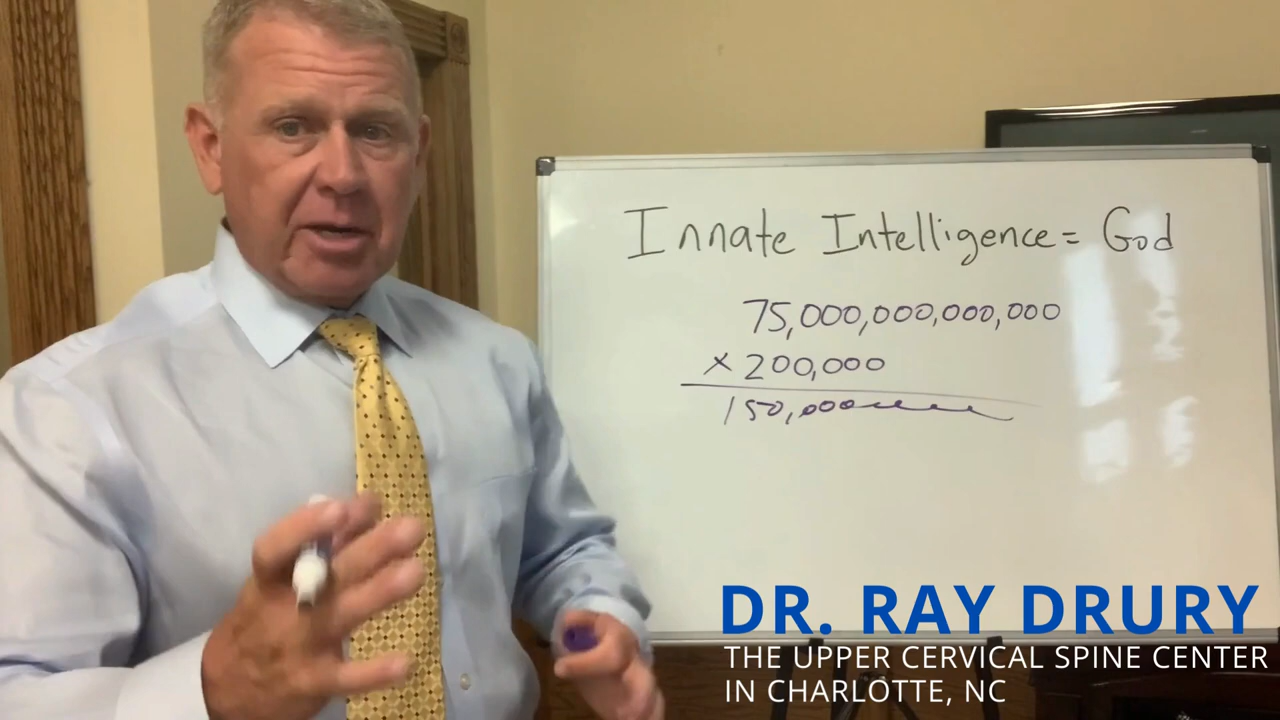 Innate Intelligence = God
75,000,000,000,000
× 200,000
150,000
DR. RAY DRURY
THE UPPER CERVICAL SPINE CENTER
IN CHARLOTTE, NC